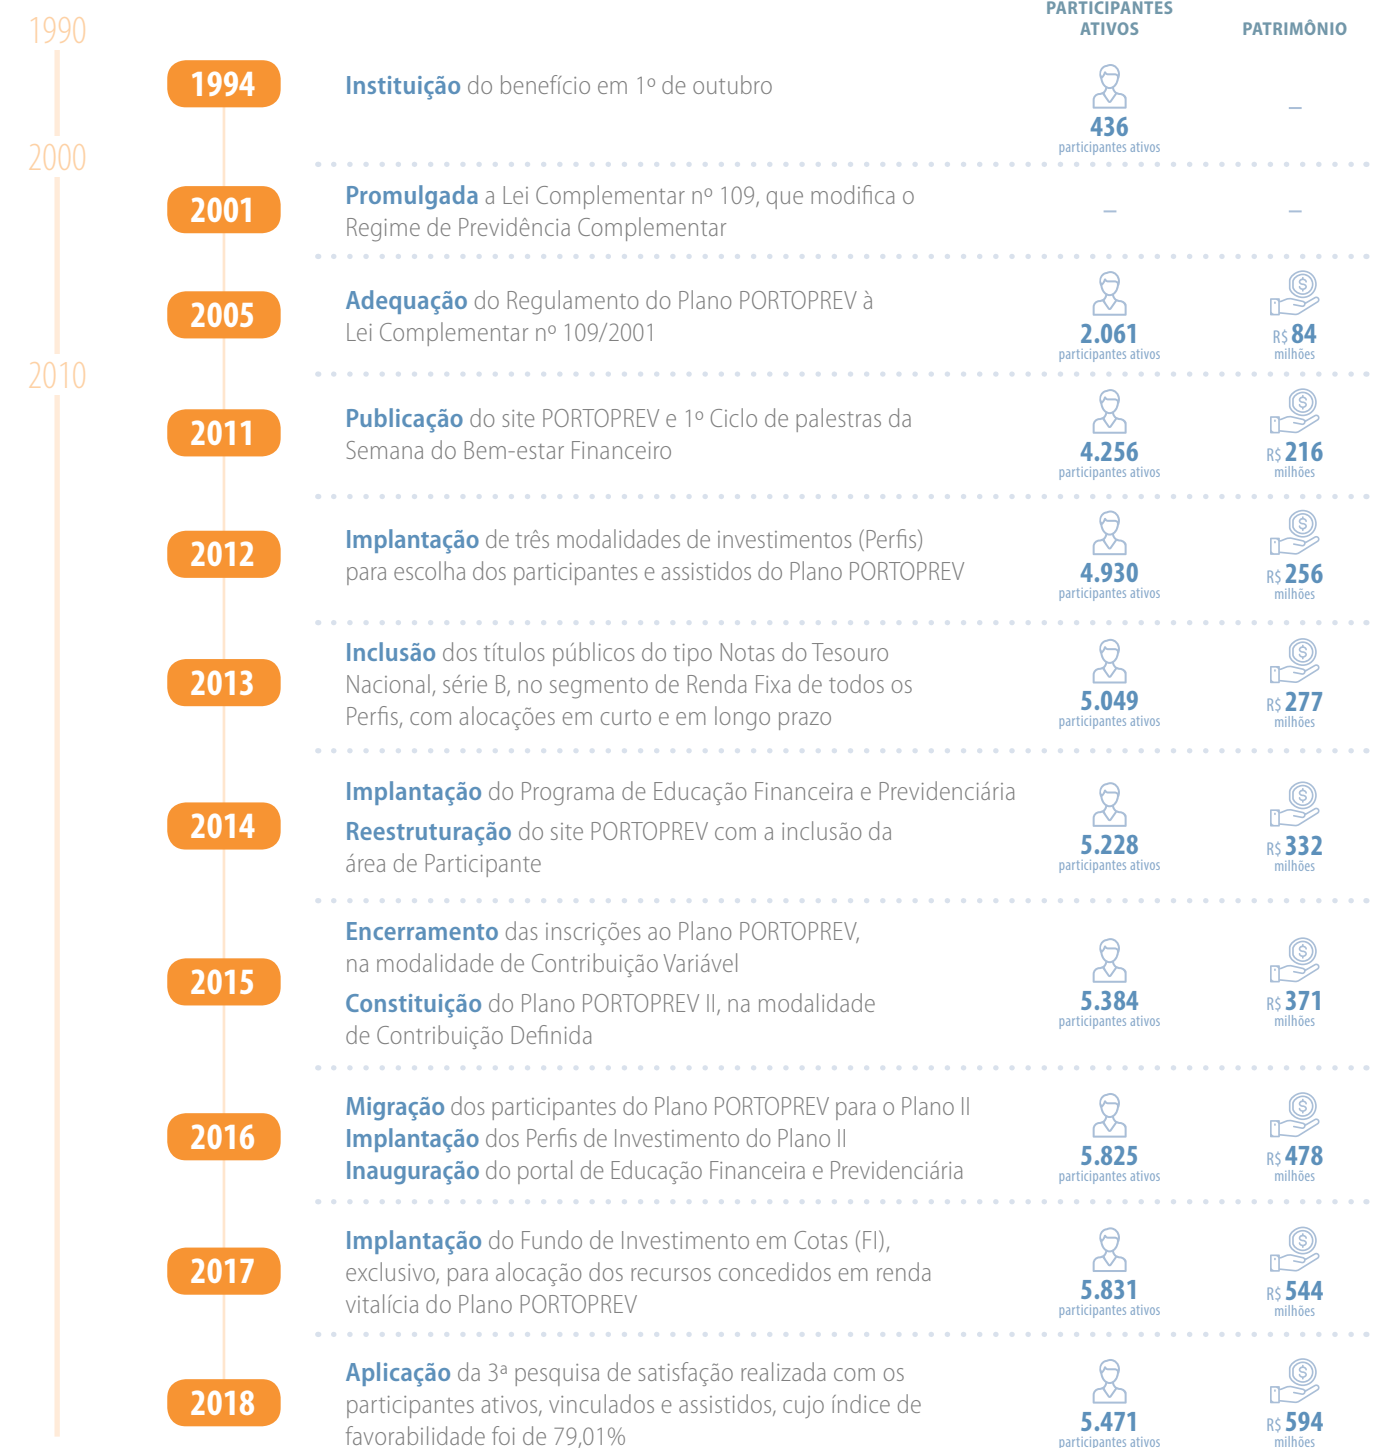 PARTICIPANTES
ATIVOS
PATRIMÔNIO
1990
1994
Instituição do benefício em 1º de outubro
436
participantes ativos
–
2000
2001
Promulgada a Lei Complementar nº 109, que modifica o
Regime de Previdência Complementar
–
–
2005
Adequação do Regulamento do Plano PORTOPREV à
Lei Complementar nº 109/2001
2.061
participantes ativos
R$ 84
milhões
2010
2011
Publicação do site PORTOPREV e 1º Ciclo de palestras da
Semana do Bem-estar Financeiro
4.256
participantes ativos
R$ 216
milhões
2012
Implantação de três modalidades de investimentos (Perfis)
para escolha dos participantes e assistidos do Plano PORTOPREV
4.930
participantes ativos
R$ 256
milhões
2013
Inclusão dos títulos públicos do tipo Notas do Tesouro
Nacional, série B, no segmento de Renda Fixa de todos os
Perfis, com alocações em curto e em longo prazo
5.049
participantes ativos
R$ 277
milhões
2014
Implantação do Programa de Educação Financeira e Previdenciária
Reestruturação do site PORTOPREV com a inclusão da
área de Participante
5.228
participantes ativos
R$ 332
milhões
2015
Encerramento das inscrições ao Plano PORTOPREV,
na modalidade de Contribuição Variável
Constituição do Plano PORTOPREV II, na modalidade
de Contribuição Definida
5.384
participantes ativos
R$ 371
milhões
2016
Migração dos participantes do Plano PORTOPREV para o Plano II
Implantação dos Perfis de Investimento do Plano II
Inauguração do portal de Educação Financeira e Previdenciária
5.825
participantes ativos
R$ 478
milhões
2017
Implantação do Fundo de Investimento em Cotas (FI),
exclusivo, para alocação dos recursos concedidos em renda
vitalícia do Plano PORTOPREV
5.831
participantes ativos
R$ 544
milhões
2018
Aplicação da 3ª pesquisa de satisfação realizada com os
participantes ativos, vinculados e assistidos, cujo índice de
favorabilidade foi de 79,01%
5.471
participantes ativos
R$ 594
milhões